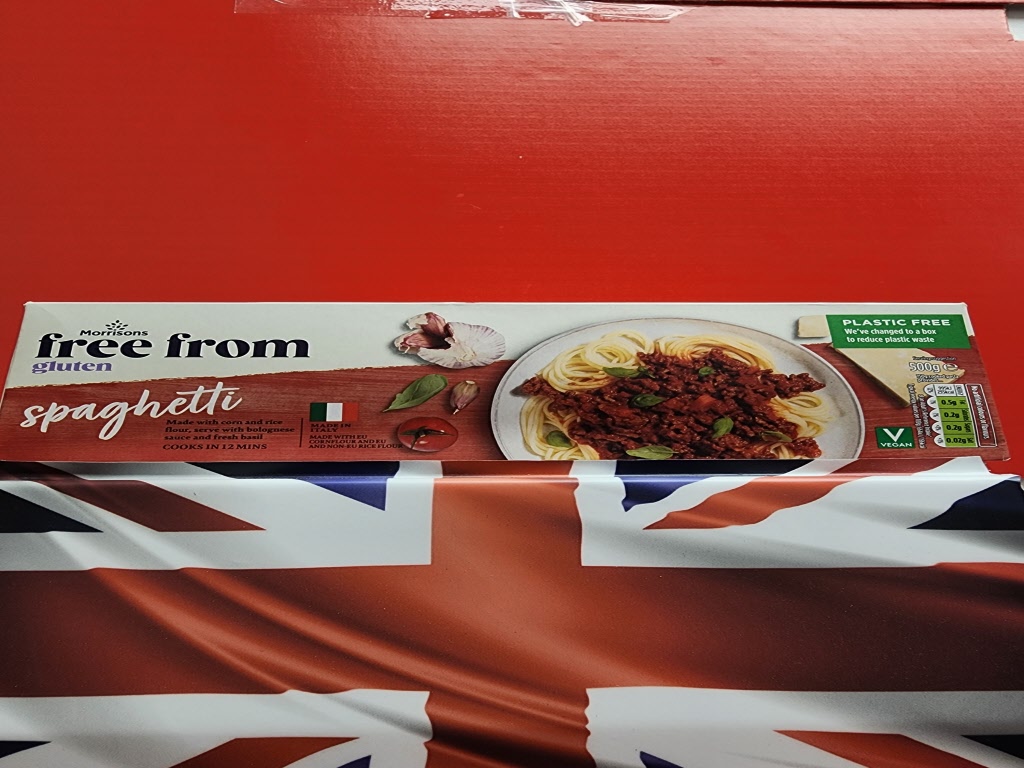 Morrisons
free from
gluten
spaghetti
Made with corn and rice
flour, serve with bolognese
sauce and fresh basil
COOKS IN 12 MINS
MADE IN
ITALY
MADE WITH EU
CORNFLOUR AND EU
AND NON-EU RICE FLOUR
PLASTIC FREE
We've changed to a box
to reduce plastic waste
500g e
V
VEGAN
0.5g
0.2g
0.2g
0.02g